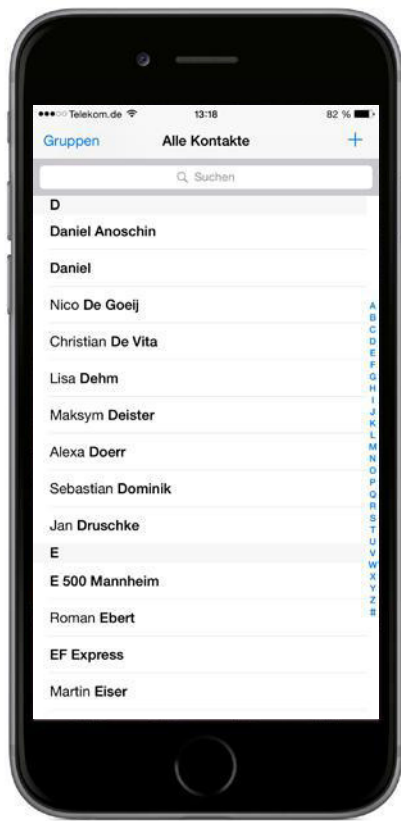 Telekom.de 13:18 82 %
Gruppen Alle Kontakte +
Suchen
D
Daniel Anoschin
Daniel
Nico De Goeij
Christian De Vita
Lisa Dehm
Maksym Deister
Alexa Doerr
Sebastian Dominik
Jan Druschke
E
E 500 Mannheim
Roman Ebert
EF Express
Martin Eiser
A
B
C
D
E
F
G
H
I
J
K
L
M
N
O
P
Q
R
S
T
U
V
W
X
Y
Z
#